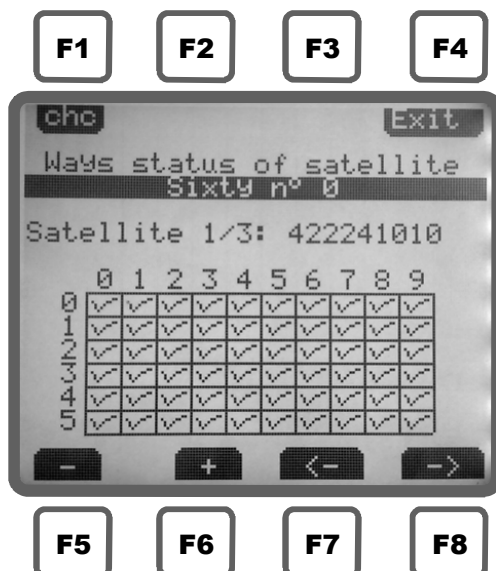 F1 F2 F3 F4
chc Exit
Ways status of satellite
Sixty n° 0
Satellite 1/3: 422241010
0 1 2 3 4 5 6 7 8 9
0 ✓ ✓ ✓ ✓ ✓ ✓ ✓ ✓ ✓ ✓
1 ✓ ✓ ✓ ✓ ✓ ✓ ✓ ✓ ✓ ✓
2 ✓ ✓ ✓ ✓ ✓ ✓ ✓ ✓ ✓ ✓
3 ✓ ✓ ✓ ✓ ✓ ✓ ✓ ✓ ✓ ✓
4 ✓ ✓ ✓ ✓ ✓ ✓ ✓ ✓ ✓ ✓
5 ✓ ✓ ✓ ✓ ✓ ✓ ✓ ✓ ✓ ✓
- + <- ->
F5 F6 F7 F8